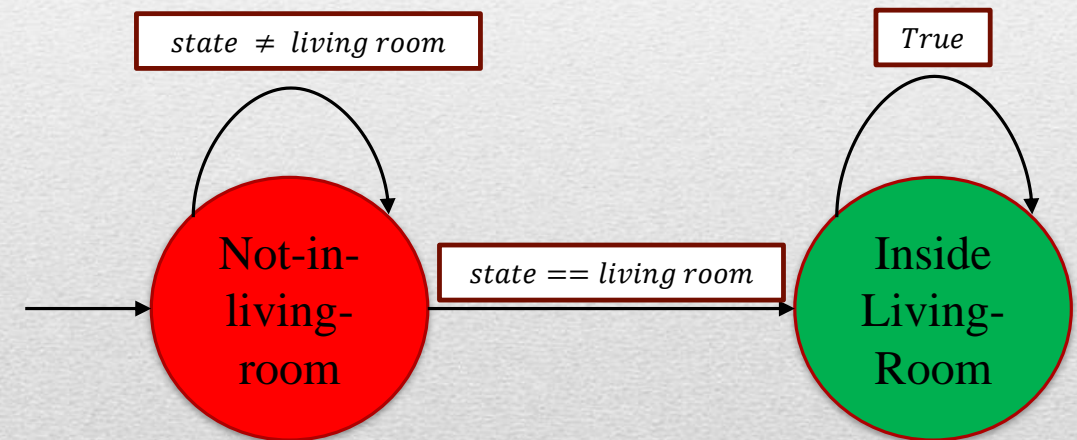 state ≠ living room
True
Not-in-
living-
room
state == living room
Inside
Living-
Room